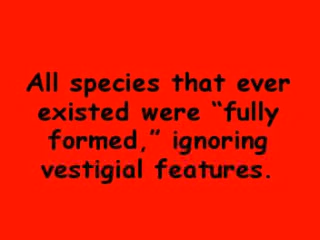 All species that ever
existed were “fully
formed,” ignoring
vestigial features.